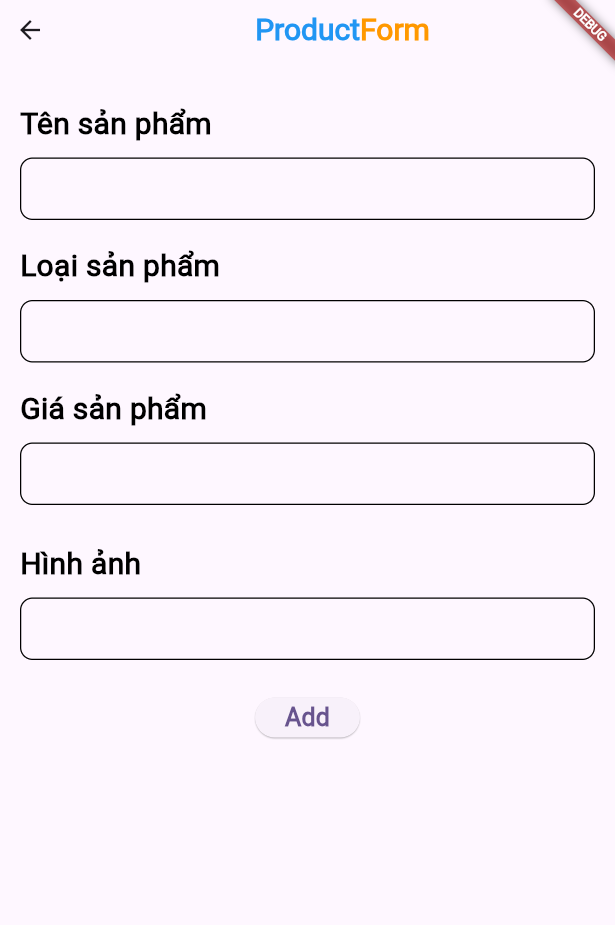 ProductForm
DEBUG
Tên sản phẩm
Loại sản phẩm
Giá sản phẩm
Hình ảnh
Add